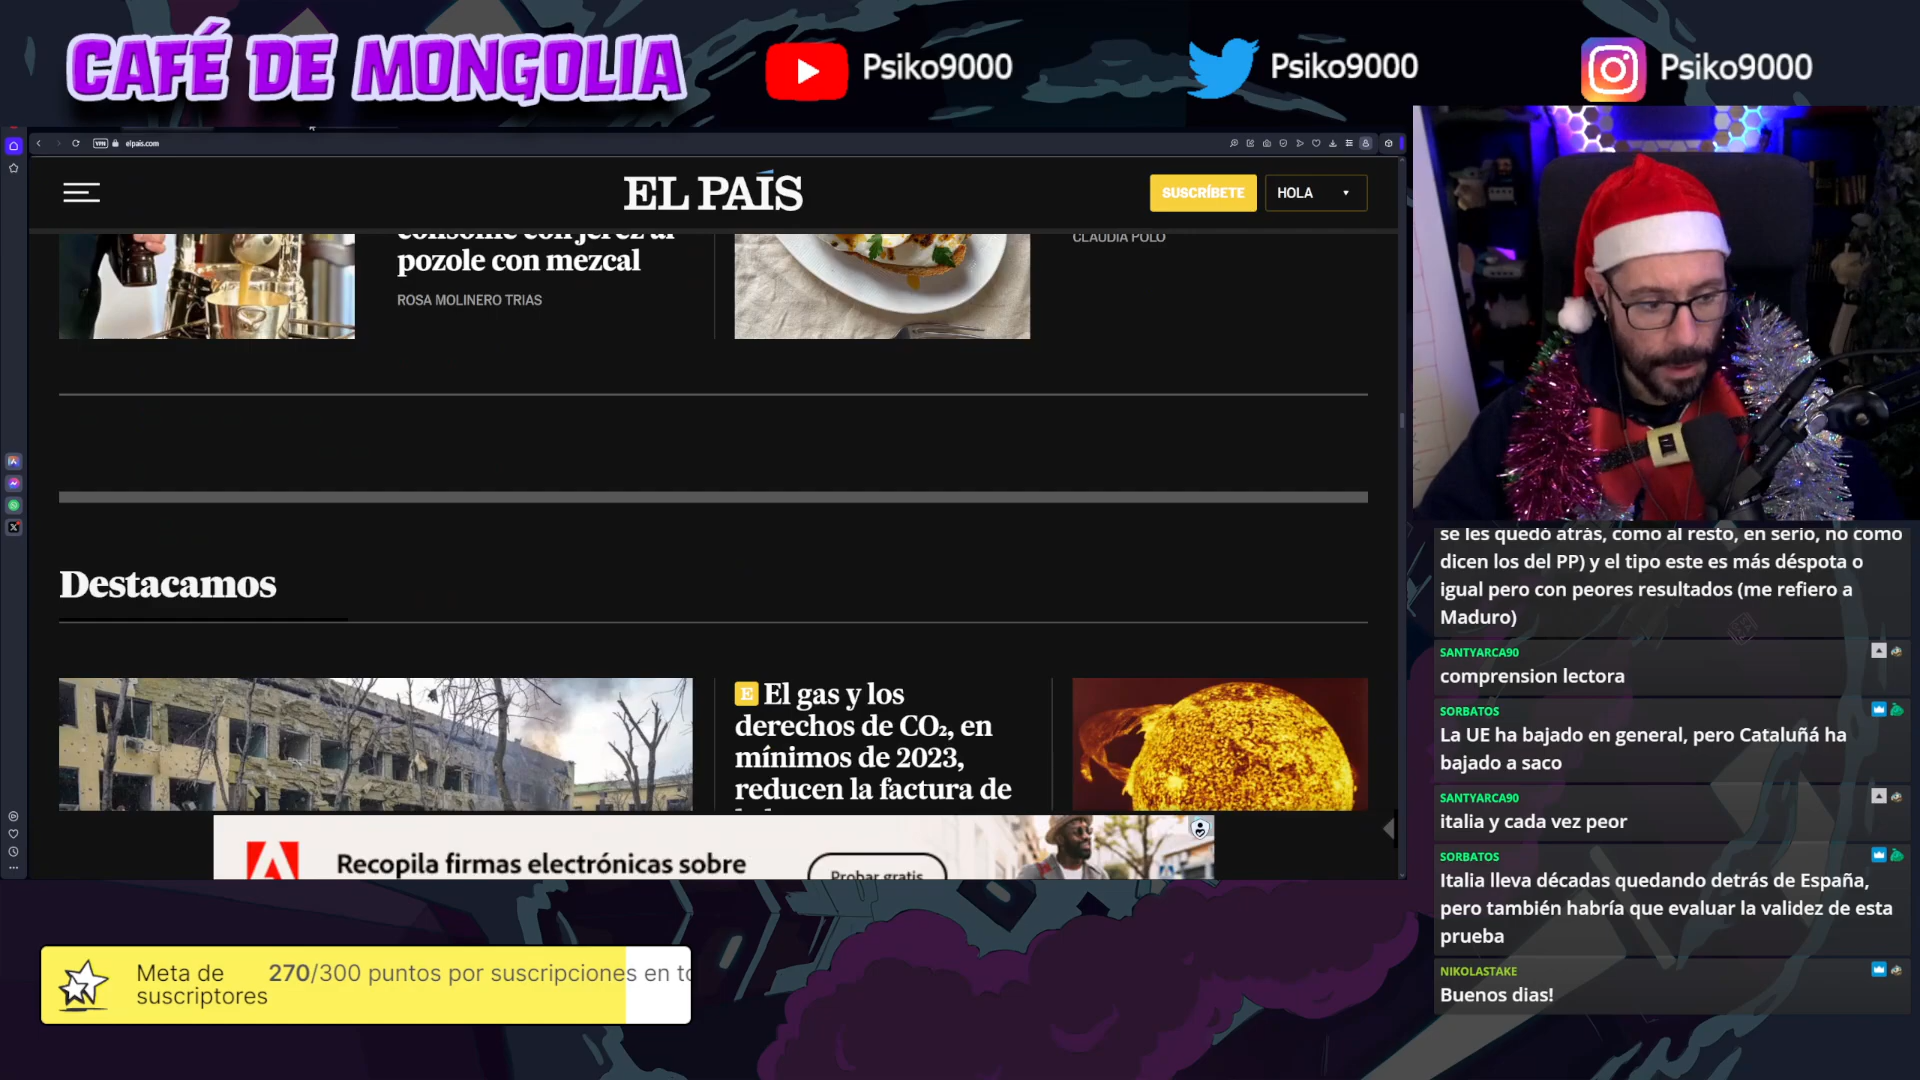 CAFÉ DE MONGOLIA
Psiko9000
Psiko9000
Psiko9000
VPN
elpais.com
EL PAÍS
SUSCRÍBETE
HOLA
consomé con jerez al
pozole con mezcal
ROSA MOLINERO TRIAS
CLAUDIA POLO
Destacamos
E El gas y los
derechos de CO₂, en
mínimos de 2023,
reducen la factura de
Recopila firmas electrónicas sobre
Probar gratis
se les quedó atrás, como al resto, en serio, no como
dicen los del PP) y el tipo este es más déspota o
igual pero con peores resultados (me refiero a
Maduro)
SANTYARCA90
comprension lectora
SORBATOS
La UE ha bajado en general, pero Cataluñá ha
bajado a saco
SANTYARCA90
italia y cada vez peor
SORBATOS
Italia lleva décadas quedando detrás de España,
pero también habría que evaluar la validez de esta
prueba
NIKOLASTAKE
Buenos dias!
Meta de
suscriptores
270/300 puntos por suscripciones en to